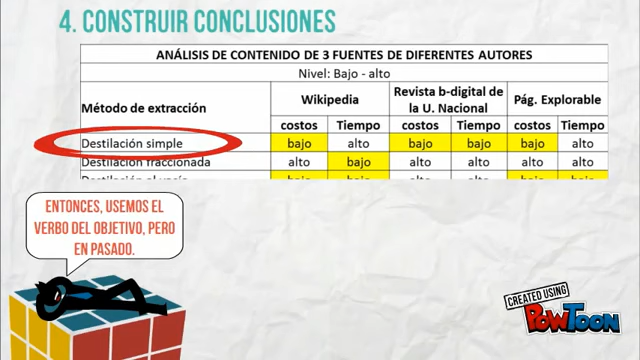 4. CONSTRUIR CONCLUSIONES
ANÁLISIS DE CONTENIDO DE 3 FUENTES DE DIFERENTES AUTORES
Nivel: Bajo - alto
Método de extracción
Wikipedia
Revista b-digital de
la U. Nacional
Pág. Explorable
costos Tiempo costos Tiempo costos Tiempo
Destilación simple bajo alto bajo bajo bajo alto
Destilación fraccionada alto bajo alto alto alto alto
ENTONCES, USEMOS EL
VERBO DEL OBJETIVO, PERO
EN PASADO.
CREATED USING
POWTOON